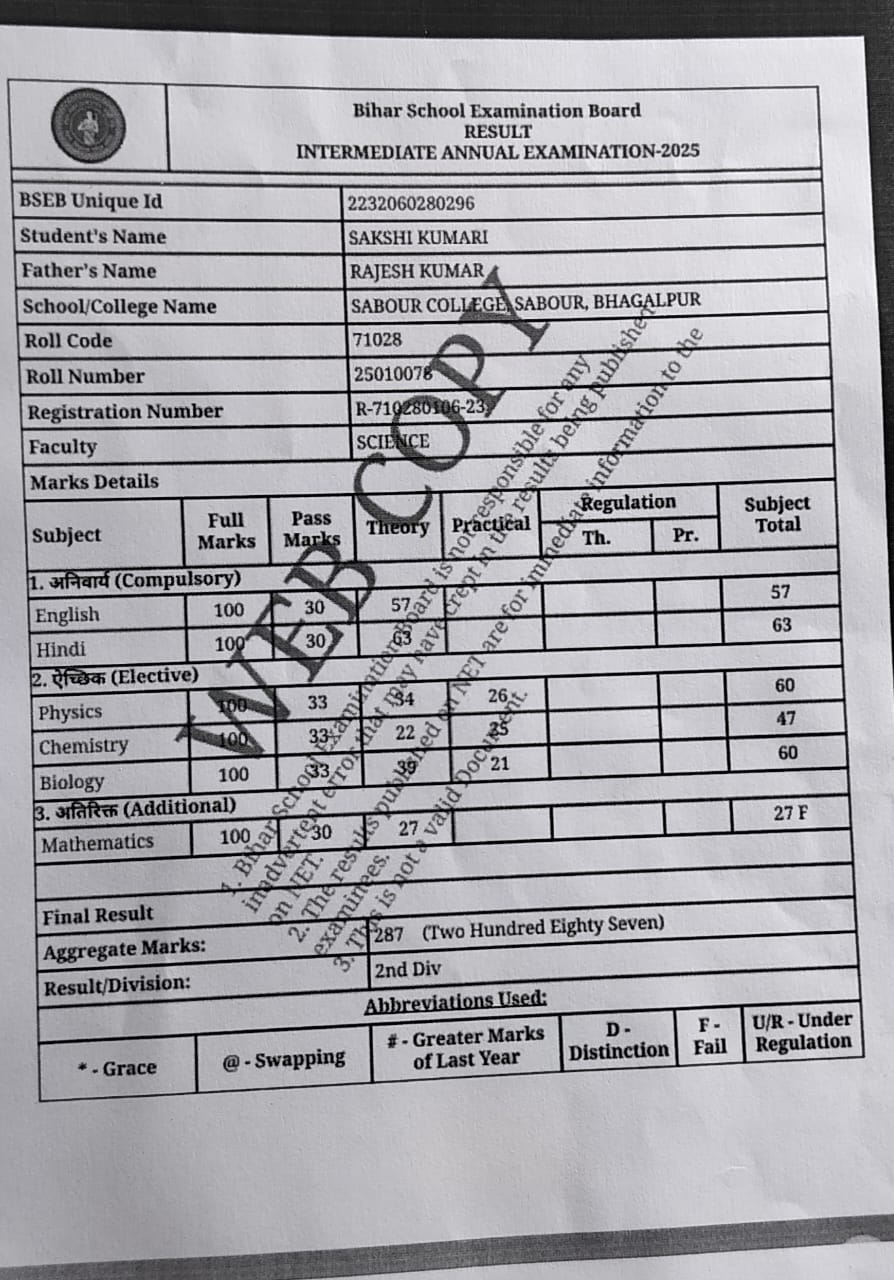 Bihar School Examination Board
RESULT
INTERMEDIATE ANNUAL EXAMINATION-2025
BSEB Unique Id 2232060280296
Student's Name SAKSHI KUMARI
Father's Name RAJESH KUMAR
School/College Name SABOUR COLLEGE, SABOUR, BHAGALPUR
Roll Code 71028
Roll Number 25010078
Registration Number R-710280106-23
Faculty SCIENCE
Marks Details
Subject Full Marks Pass Marks Theory Practical Regulation Th. Pr. Subject Total
1. अनिवार्य (Compulsory)
English 100 30 57 57
Hindi 100 30 63 63
2. ऐच्छिक (Elective)
Physics 100 33 34 26 60
Chemistry 100 33 22 25 47
Biology 100 33 39 21 60
3. अतिरिक्त (Additional)
Mathematics 100 30 27 27 F
Final Result
Aggregate Marks: 287 (Two Hundred Eighty Seven)
Result/Division: 2nd Div
Abbreviations Used:
* - Grace @ - Swapping # - Greater Marks of Last Year D - Distinction F - Fail U/R - Under Regulation
WEB COPY
1. Bihar School Examination Board is not responsible for any
inadvertent error that may have crept in the results being published
on NET.
2. The results published on NET are for immediate information to the
examinees.
3. This is not a valid Document.